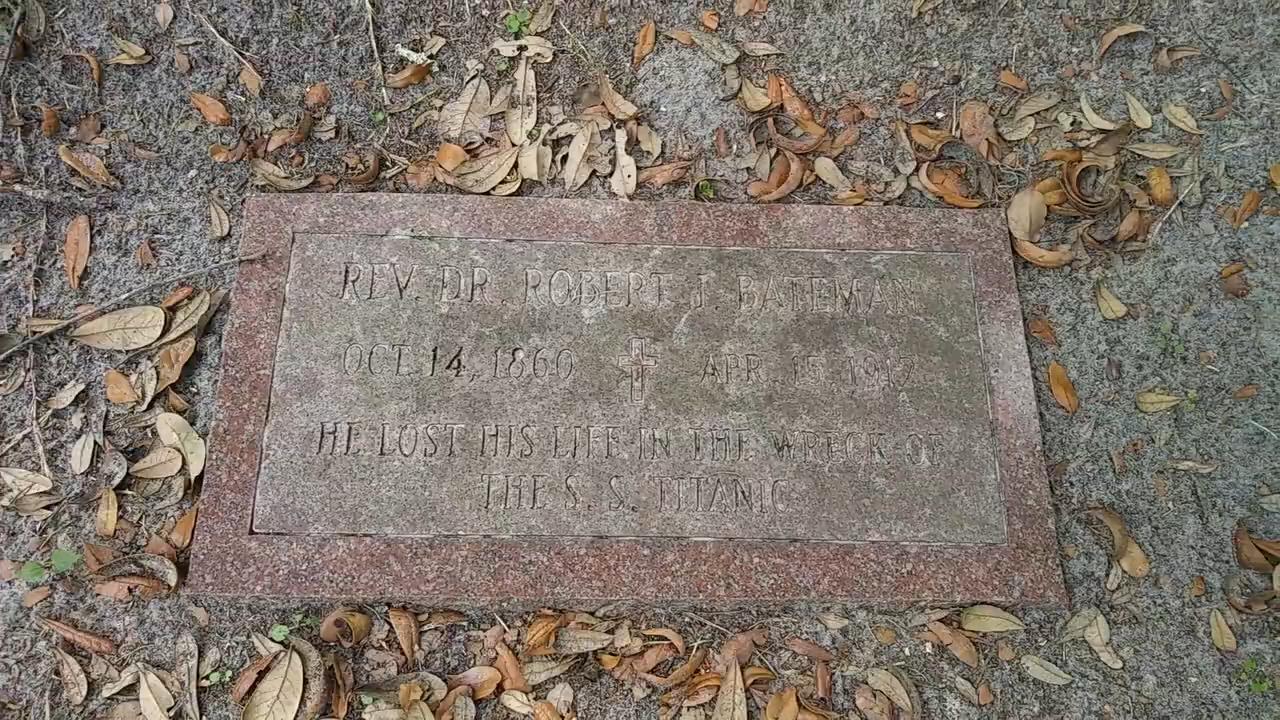 REV. DR. ROBERT J. BATEMAN
OCT. 14, 1860 APR. 15, 1912
HE LOST HIS LIFE IN THE WRECK OF
THE S. S. TITANIC